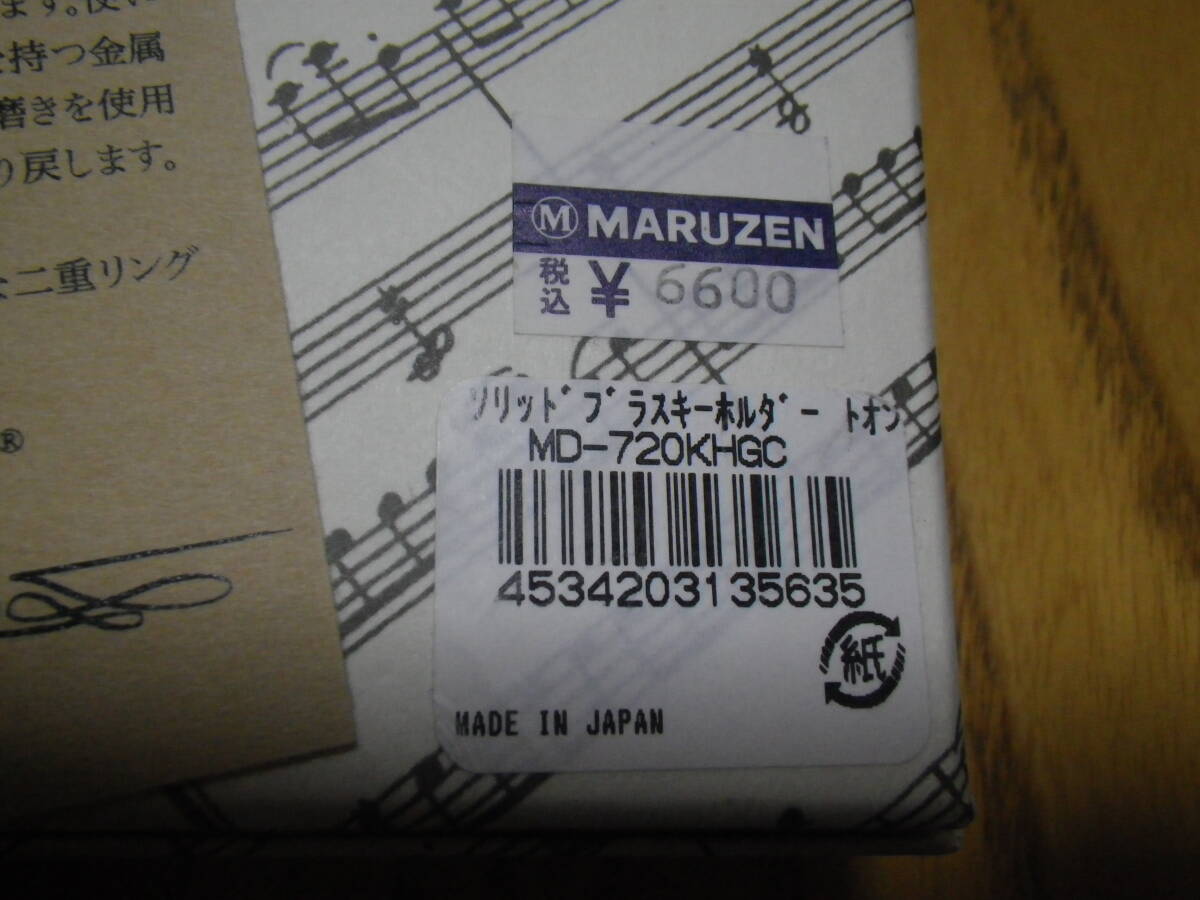 ます。使い
を持つ金属
磨きを使用
り戻します。
な二重リング
®
M MARUZEN
税込 ¥ 6600
ソリッドブラスキーホルダー トオン
MD-720KHGC
4534203135635
紙
MADE IN JAPAN